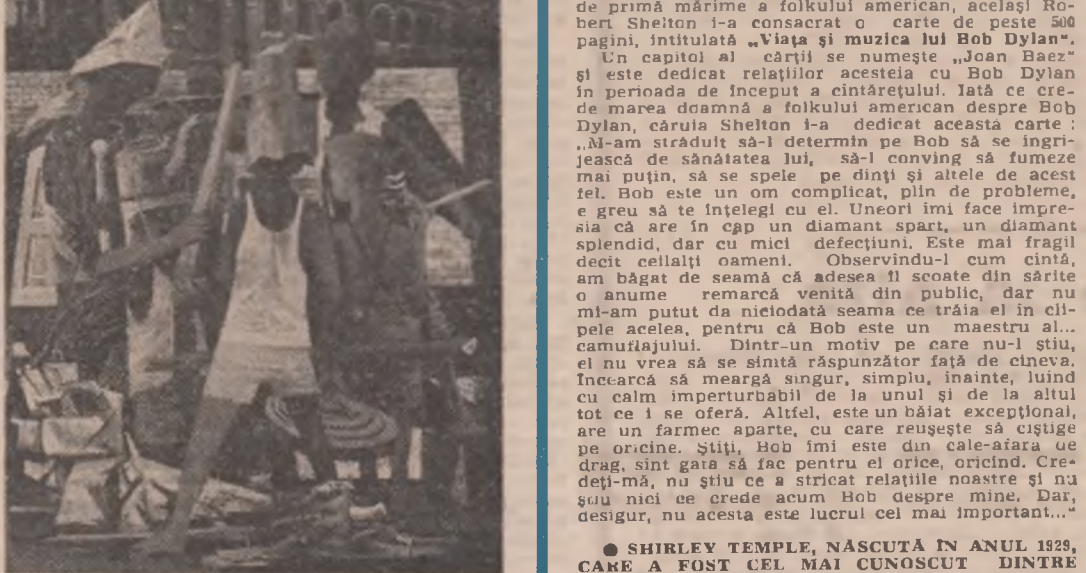 de primă mărime a folkului american, același Ro-
bert Shelton i-a consacrat o carte de peste 500
pagini, intitulată „Viața și muzica lui Bob Dylan“.
Un capitol al cărții se numește „Joan Baez“
și este dedicat relațiilor acesteia cu Bob Dylan
în perioada de început a cîntărețului. Iată ce cre-
de marea doamnă a folkului american despre Bob
Dylan, căruia Shelton i-a dedicat această carte :
„M-am străduit să-l determin pe Bob să se îngri-
jească de sănătatea lui, să-l conving să fumeze
mai puțin, să se spele pe dinți și altele de acest
fel. Bob este un om complicat, plin de probleme,
e greu să te înțelegi cu el. Uneori îmi face impre-
sia că are în cap un diamant spart, un diamant
splendid, dar cu mici defecțiuni. Este mai fragil
decît ceilalți oameni. Observîndu-l cum cîntă,
am băgat de seamă că adesea îl scoate din sărite
o anume remarcă venită din public, dar nu
mi-am putut da niciodată seama ce trăia el în cli-
pele acelea, pentru că Bob este un maestru al...
camuflajului. Dintr-un motiv pe care nu-l știu,
el nu vrea să se simtă răspunzător față de cineva.
Încearcă să meargă singur, simplu, înainte, luînd
cu calm imperturbabil de la unul și de la altul
tot ce i se oferă. Altfel, este un băiat excepțional,
are un farmec aparte, cu care reușește să cîștige
pe oricine. Știți, Bob îmi este din cale-afară de
drag, sînt gata să fac pentru el orice, oricînd. Cre-
deți-mă, nu știu ce a stricat relațiile noastre și nu
știu nici ce crede acum Bob despre mine. Dar,
desigur, nu acesta este lucrul cel mai important...“
● SHIRLEY TEMPLE, NĂSCUTĂ ÎN ANUL 1929,
CARE A FOST CEL MAI CUNOSCUT DINTRE